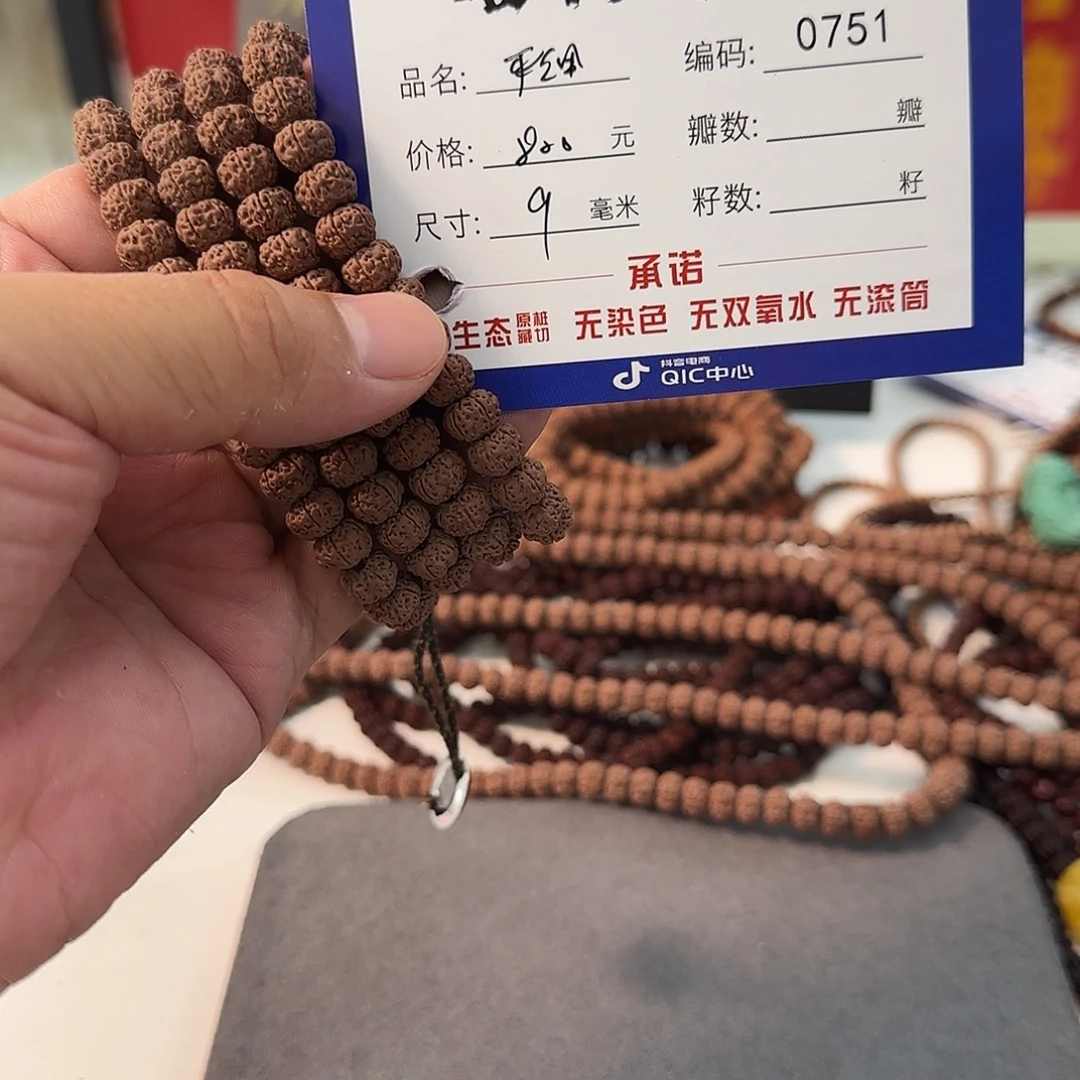 品名: 编码: 0751
价格: 800 元 瓣数: 瓣
尺寸: 9 毫米 籽数: 籽
承诺
生态 原桩藏切 无染色 无双氧水 无滚筒
抖音电商
QIC中心